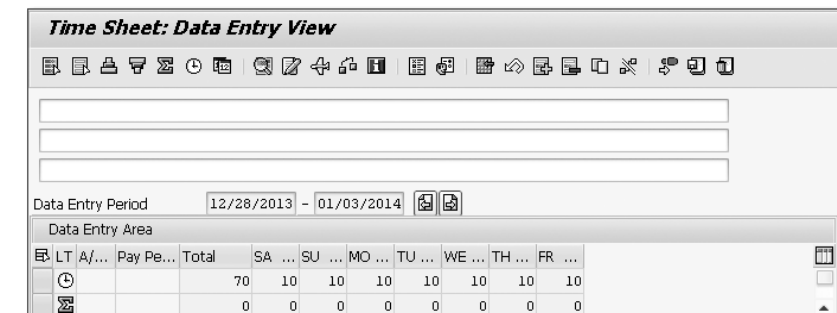 Time Sheet: Data Entry View
Data Entry Period 12/28/2013 - 01/03/2014
Data Entry Area
LT A/... Pay Pe... Total SA ... SU ... MO ... TU ... WE ... TH ... FR ...
70 10 10 10 10 10 10 10
0 0 0 0 0 0 0 0